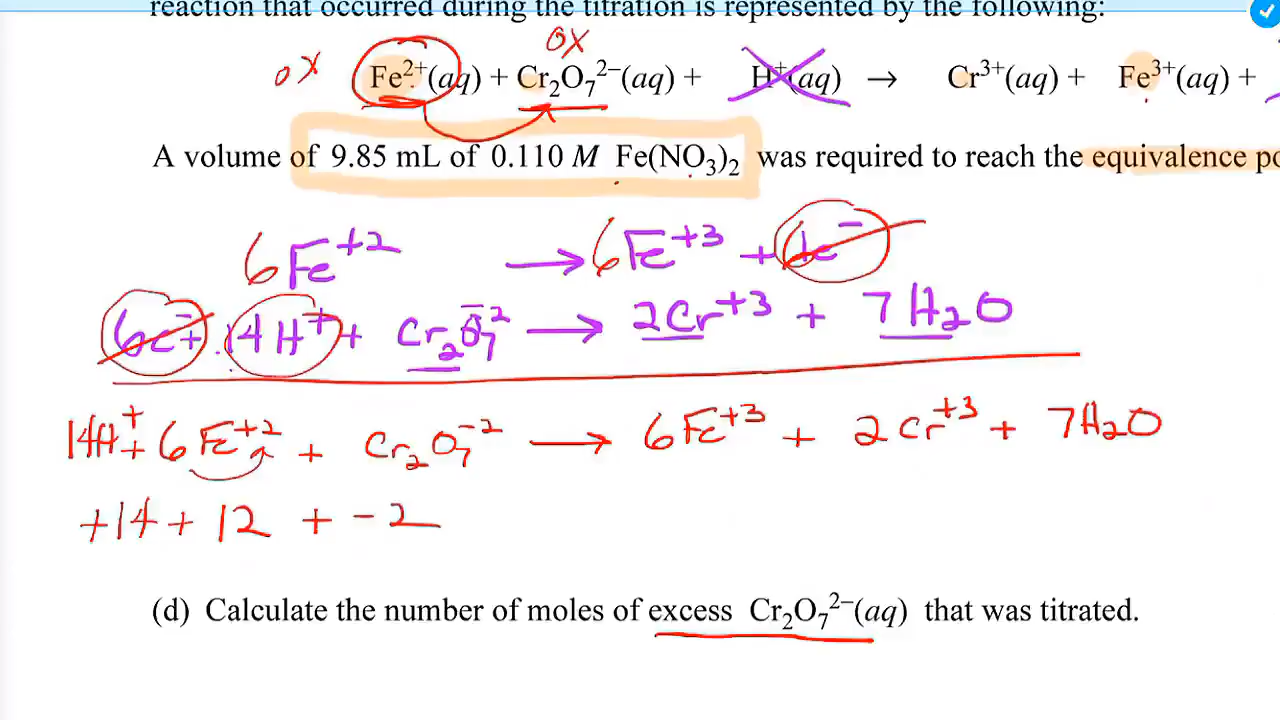 reaction that occurred during the titration is represented by the following:
OX
OX Fe²⁺(aq) + Cr₂O₇²⁻(aq) + H⁺(aq) → Cr³⁺(aq) + Fe³⁺(aq) +
A volume of 9.85 mL of 0.110 M Fe(NO₃)₂ was required to reach the equivalence
6Fe⁺² → 6Fe⁺³ + e⁻
6e⁻ + 14H⁺ + Cr₂O₇⁻² → 2Cr⁺³ + 7H₂O
14H⁺ + 6Fe⁺² + Cr₂O₇⁻² → 6Fe⁺³ + 2Cr⁺³ + 7H₂O
+14 + 12 + -2
(d) Calculate the number of moles of excess Cr₂O₇²⁻(aq) that was titrated.